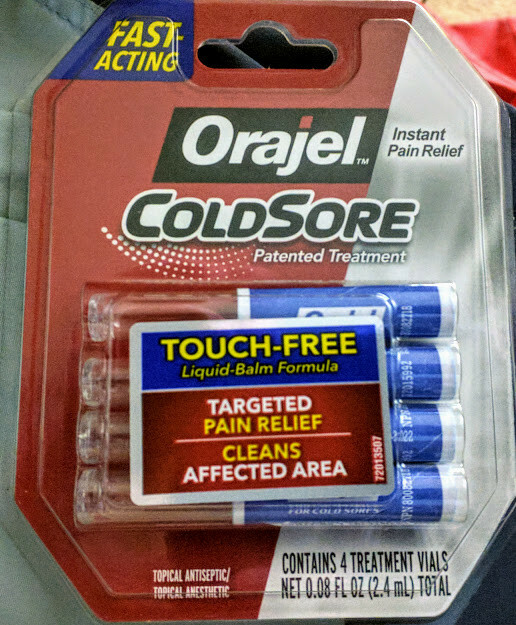 FAST-
ACTING
Orajel™
Instant
Pain Relief
COLDSORE
Patented Treatment
TOUCH-FREE
Liquid-Balm Formula
TARGETED
PAIN RELIEF
CLEANS
AFFECTED AREA
72013507
FOR COLD SORES
TOPICAL ANTISEPTIC/
TOPICAL ANESTHETIC
CONTAINS 4 TREATMENT VIALS
NET 0.08 FL OZ (2.4 mL) TOTAL